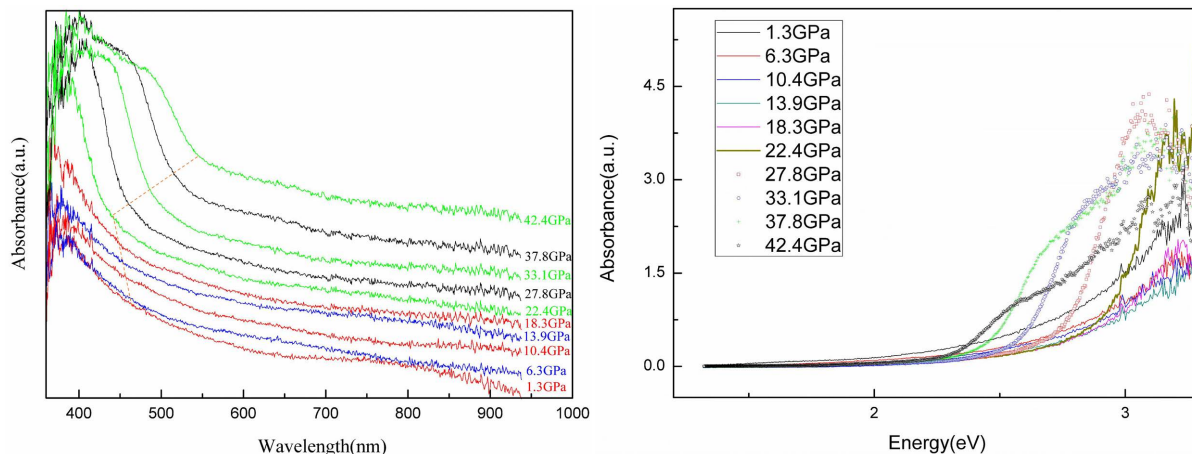 Absorbance(a.u.)
42.4GPa
37.8GPa
33.1GPa
27.8GPa
22.4GPa
18.3GPa
13.9GPa
10.4GPa
6.3GPa
1.3GPa
400 500 600 700 800 900 1000
Wavelength(nm)
Absorbance(a.u.)
4.5
3.0
1.5
0.0
1.3GPa
6.3GPa
10.4GPa
13.9GPa
18.3GPa
22.4GPa
27.8GPa
33.1GPa
37.8GPa
42.4GPa
2 3
Energy(eV)